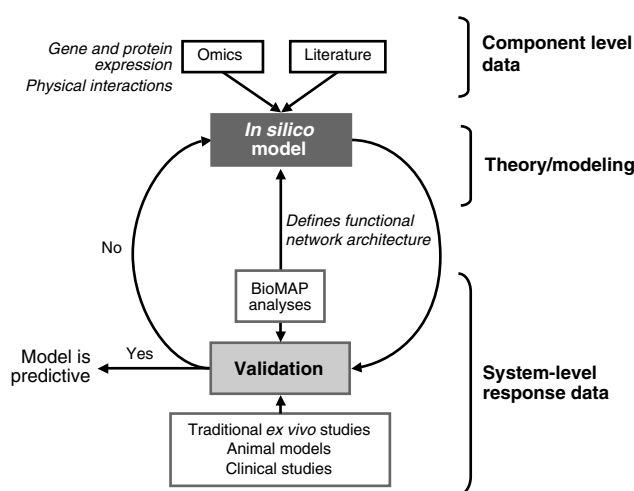 Gene and protein
expression
Physical interactions
Omics
Literature
Component level
data
In silico
model
Theory/modeling
No
Defines functional
network architecture
BioMAP
analyses
Yes
Model is
predictive
Validation
System-level
response data
Traditional ex vivo studies
Animal models
Clinical studies